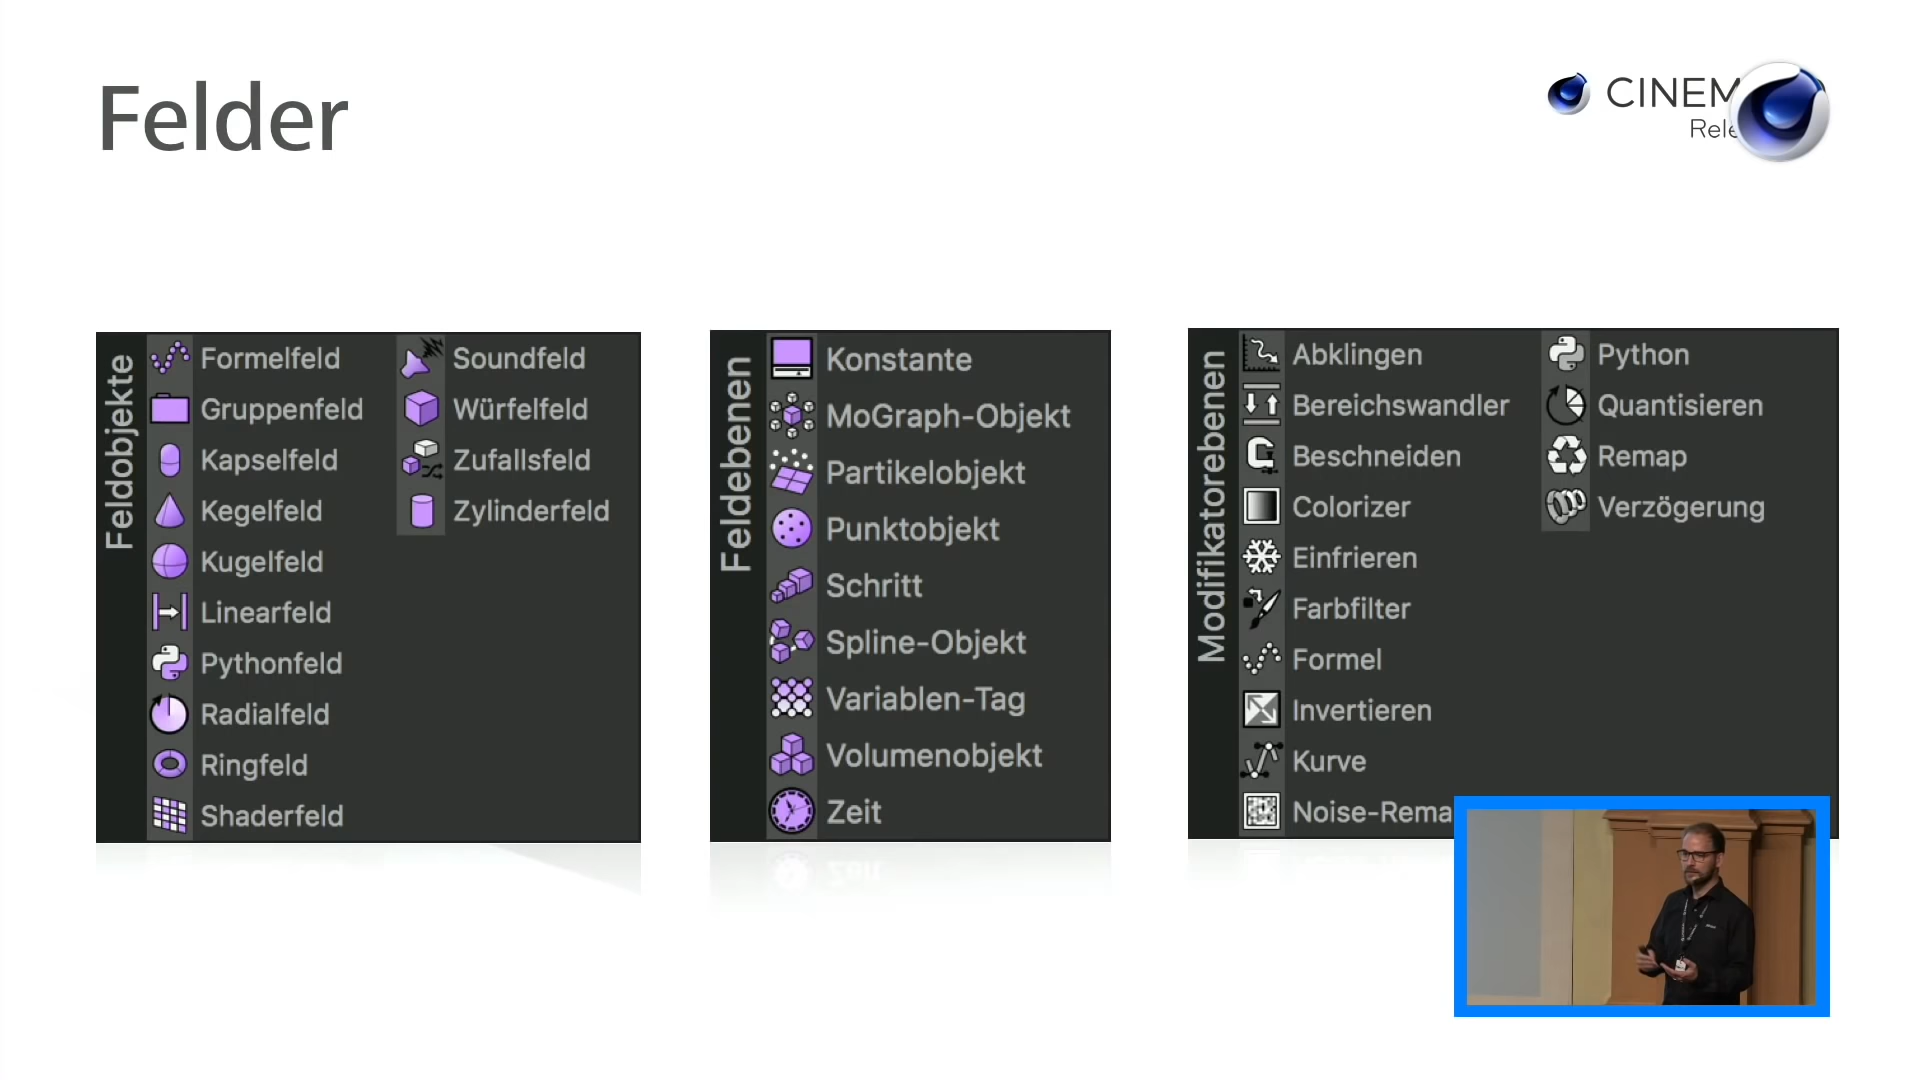 Felder
CINEM
Rele
Feldobjekte
Formelfeld
Gruppenfeld
Kapselfeld
Kegelfeld
Kugelfeld
Linearfeld
Pythonfeld
Radialfeld
Ringfeld
Shaderfeld
Soundfeld
Würfelfeld
Zufallsfeld
Zylinderfeld
Feldebenen
Konstante
MoGraph-Objekt
Partikelobjekt
Punktobjekt
Schritt
Spline-Objekt
Variablen-Tag
Volumenobjekt
Zeit
Modifikatorebenen
Abklingen
Bereichswandler
Beschneiden
Colorizer
Einfrieren
Farbfilter
Formel
Invertieren
Kurve
Noise-Rema
Python
Quantisieren
Remap
Verzögerung